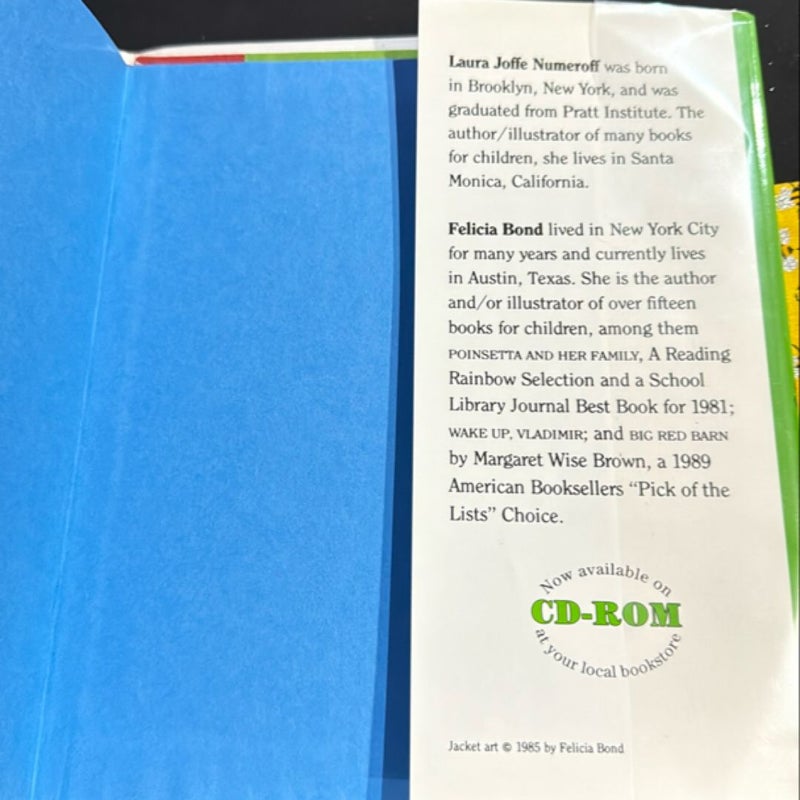 Laura Joffe Numeroff was born
in Brooklyn, New York, and was
graduated from Pratt Institute. The
author/illustrator of many books
for children, she lives in Santa
Monica, California.
Felicia Bond lived in New York City
for many years and currently lives
in Austin, Texas. She is the author
and/or illustrator of over fifteen
books for children, among them
POINSETTA AND HER FAMILY, A Reading
Rainbow Selection and a School
Library Journal Best Book for 1981;
WAKE UP, VLADIMIR; and BIG RED BARN
by Margaret Wise Brown, a 1989
American Booksellers “Pick of the
Lists” Choice.
Now available on
CD-ROM
at your local bookstore
Jacket art © 1985 by Felicia Bond